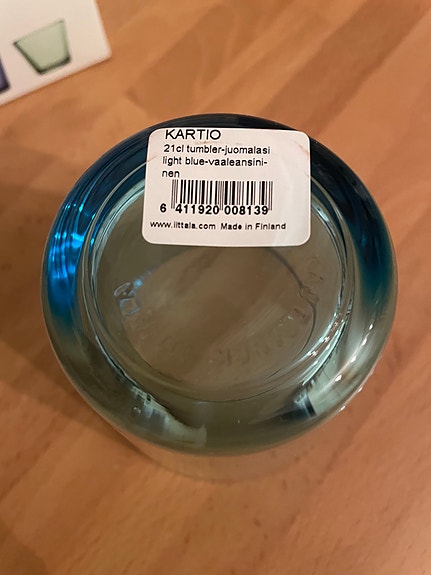 KARTIO
21cl tumbler-juomalasi
light blue-vaaleansini-
nen
6 411920 008139
www.iittala.com Made in Finland